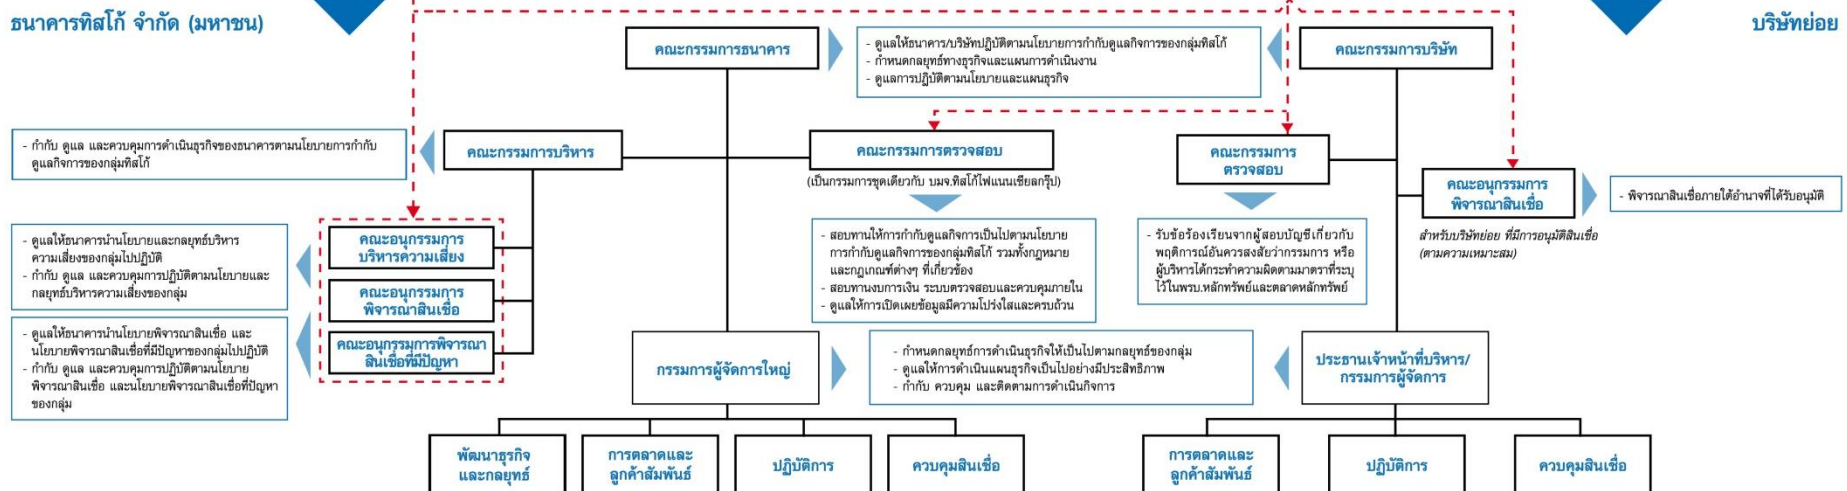 ธนาคารทิสโก้ จำกัด (มหาชน)
บริษัทย่อย
คณะกรรมการธนาคาร
- ดูแลให้ธนาคาร/บริษัทปฏิบัติตามนโยบายการกำกับดูแลกิจการของกลุ่มทิสโก้
- กำหนดกลยุทธ์ทางธุรกิจและแผนการดำเนินงาน
- ดูแลการปฏิบัติตามนโยบายและแผนธุรกิจ
คณะกรรมการบริษัท
- กำกับ ดูแล และควบคุมการดำเนินธุรกิจของธนาคารตามนโยบายการกำกับ
ดูแลกิจการของกลุ่มทิสโก้
คณะกรรมการบริหาร
คณะกรรมการตรวจสอบ
(เป็นกรรมการชุดเดียวกับ บมจ.ทิสโก้ไฟแนนเชียลกรุ๊ป)
คณะกรรมการ
ตรวจสอบ
คณะอนุกรรมการ
พิจารณาสินเชื่อ
- พิจารณาสินเชื่อภายใต้อำนาจที่ได้รับอนุมัติ
สำหรับบริษัทย่อย ที่มีการอนุมัติสินเชื่อ
(ตามความเหมาะสม)
- ดูแลให้ธนาคารนำนโยบายและกลยุทธ์บริหาร
ความเสี่ยงของกลุ่มไปปฏิบัติ
- กำกับ ดูแล และควบคุมการปฏิบัติตามนโยบายและ
กลยุทธ์บริหารความเสี่ยงของกลุ่ม
คณะอนุกรรมการ
บริหารความเสี่ยง
คณะอนุกรรมการ
พิจารณาสินเชื่อ
คณะอนุกรรมการพิจารณา
สินเชื่อที่มีปัญหา
- ดูแลให้ธนาคารนำนโยบายพิจารณาสินเชื่อ และ
นโยบายพิจารณาสินเชื่อที่มีปัญหาของกลุ่มไปปฏิบัติ
- กำกับ ดูแล และควบคุมการปฏิบัติตามนโยบาย
พิจารณาสินเชื่อ และนโยบายพิจารณาสินเชื่อที่ปัญหา
ของกลุ่ม
- สอบทานให้การกำกับดูแลกิจการเป็นไปตามนโยบาย
การกำกับดูแลกิจการของกลุ่มทิสโก้ รวมทั้งกฎหมาย
และกฎเกณฑ์ต่างๆ ที่เกี่ยวข้อง
- สอบทานงบการเงิน ระบบตรวจสอบและควบคุมภายใน
- ดูแลให้การเปิดเผยข้อมูลมีความโปร่งใสและครบถ้วน
- รับข้อร้องเรียนจากผู้สอบบัญชีเกี่ยวกับ
พฤติการณ์อันควรสงสัยว่ากรรมการ หรือ
ผู้บริหารได้กระทำความผิดตามมาตราที่ระบุ
ไว้ในพรบ.หลักทรัพย์และตลาดหลักทรัพย์
กรรมการผู้จัดการใหญ่
- กำหนดกลยุทธ์การดำเนินธุรกิจให้เป็นไปตามกลยุทธ์ของกลุ่ม
- ดูแลให้การดำเนินแผนธุรกิจเป็นไปอย่างมีประสิทธิภาพ
- กำกับ ควบคุม และติดตามการดำเนินกิจการ
ประธานเจ้าหน้าที่บริหาร/
กรรมการผู้จัดการ
พัฒนาธุรกิจ
และกลยุทธ์
การตลาดและ
ลูกค้าสัมพันธ์
ปฏิบัติการ
ควบคุมสินเชื่อ
การตลาดและ
ลูกค้าสัมพันธ์
ปฏิบัติการ
ควบคุมสินเชื่อ